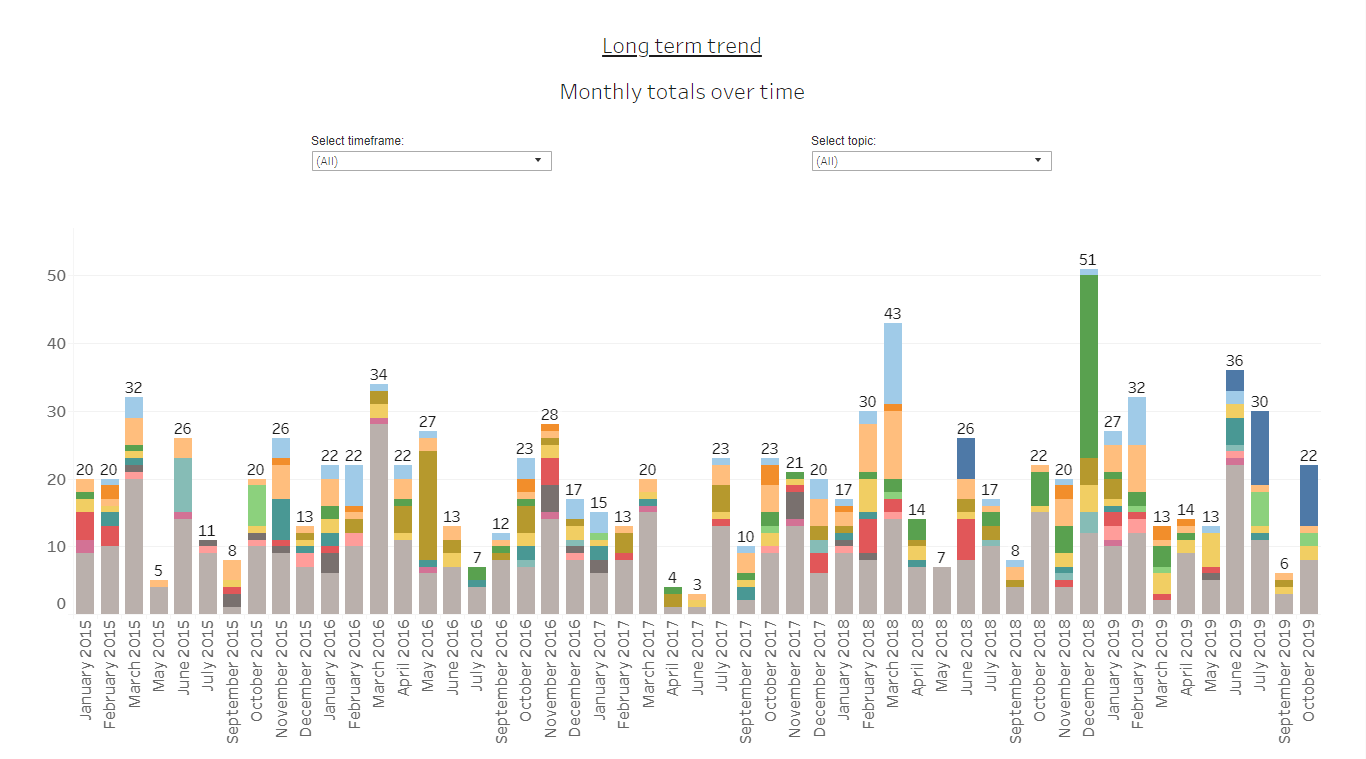 Long term trend
Monthly totals over time
Select timeframe:
Select topic:
(All)
(All)
50
40
30
20
10
0
20
20
32
5
26
11
8
20
26
13
22
22
34
22
27
13
7
12
23
28
17
15
13
20
4
3
23
10
23
21
20
17
30
43
14
7
26
17
8
22
20
51
27
32
13
14
13
36
30
6
22
January 2015
February 2015
March 2015
May 2015
June 2015
July 2015
September 2015
October 2015
November 2015
December 2015
January 2016
February 2016
March 2016
April 2016
May 2016
June 2016
July 2016
September 2016
October 2016
November 2016
December 2016
January 2017
February 2017
March 2017
April 2017
June 2017
July 2017
September 2017
October 2017
November 2017
December 2017
January 2018
February 2018
March 2018
April 2018
May 2018
June 2018
July 2018
September 2018
October 2018
November 2018
December 2018
January 2019
February 2019
March 2019
April 2019
May 2019
June 2019
July 2019
September 2019
October 2019